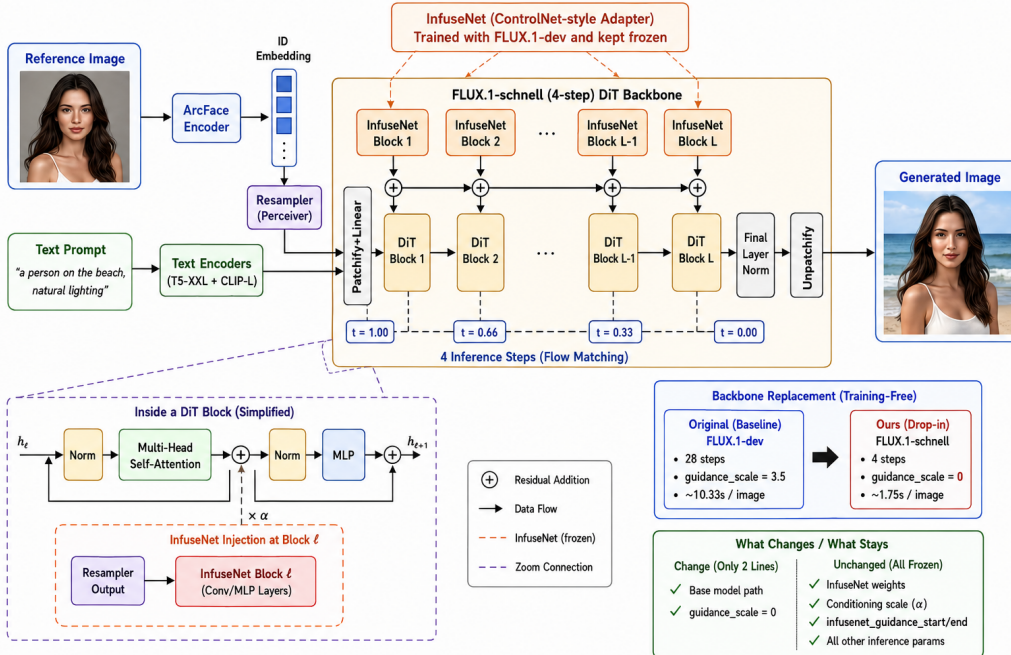 InfuseNet (ControlNet-style Adapter)
Trained with FLUX.1-dev and kept frozen
Reference Image
ID
Embedding
ArcFace
Encoder
Resampler
(Perceiver)
Text Prompt
"a person on the beach,
natural lighting"
Text Encoders
(T5-XXL + CLIP-L)
FLUX.1-schnell (4-step) DiT Backbone
InfuseNet
Block 1
InfuseNet
Block 2
...
InfuseNet
Block L-1
InfuseNet
Block L
Patchify+Linear
DiT
Block 1
DiT
Block 2
...
DiT
Block L-1
DiT
Block L
Final
Layer
Norm
Unpatchify
t = 1.00
t = 0.66
t = 0.33
t = 0.00
4 Inference Steps (Flow Matching)
Generated Image
Inside a DiT Block (Simplified)
hℓ
Norm
Multi-Head
Self-Attention
Norm
MLP
hℓ+1
× α
InfuseNet Injection at Block ℓ
Resampler
Output
InfuseNet Block ℓ
(Conv/MLP Layers)
Residual Addition
Data Flow
InfuseNet (frozen)
Zoom Connection
Backbone Replacement (Training-Free)
Original (Baseline)
FLUX.1-dev
• 28 steps
• guidance_scale = 3.5
• ~10.33s / image
Ours (Drop-in)
FLUX.1-schnell
• 4 steps
• guidance_scale = 0
• ~1.75s / image
What Changes / What Stays
Change (Only 2 Lines)
✓ Base model path
✓ guidance_scale = 0
Unchanged (All Frozen)
✓ InfuseNet weights
✓ Conditioning scale (α)
✓ infusenet_guidance_start/end
✓ All other inference params